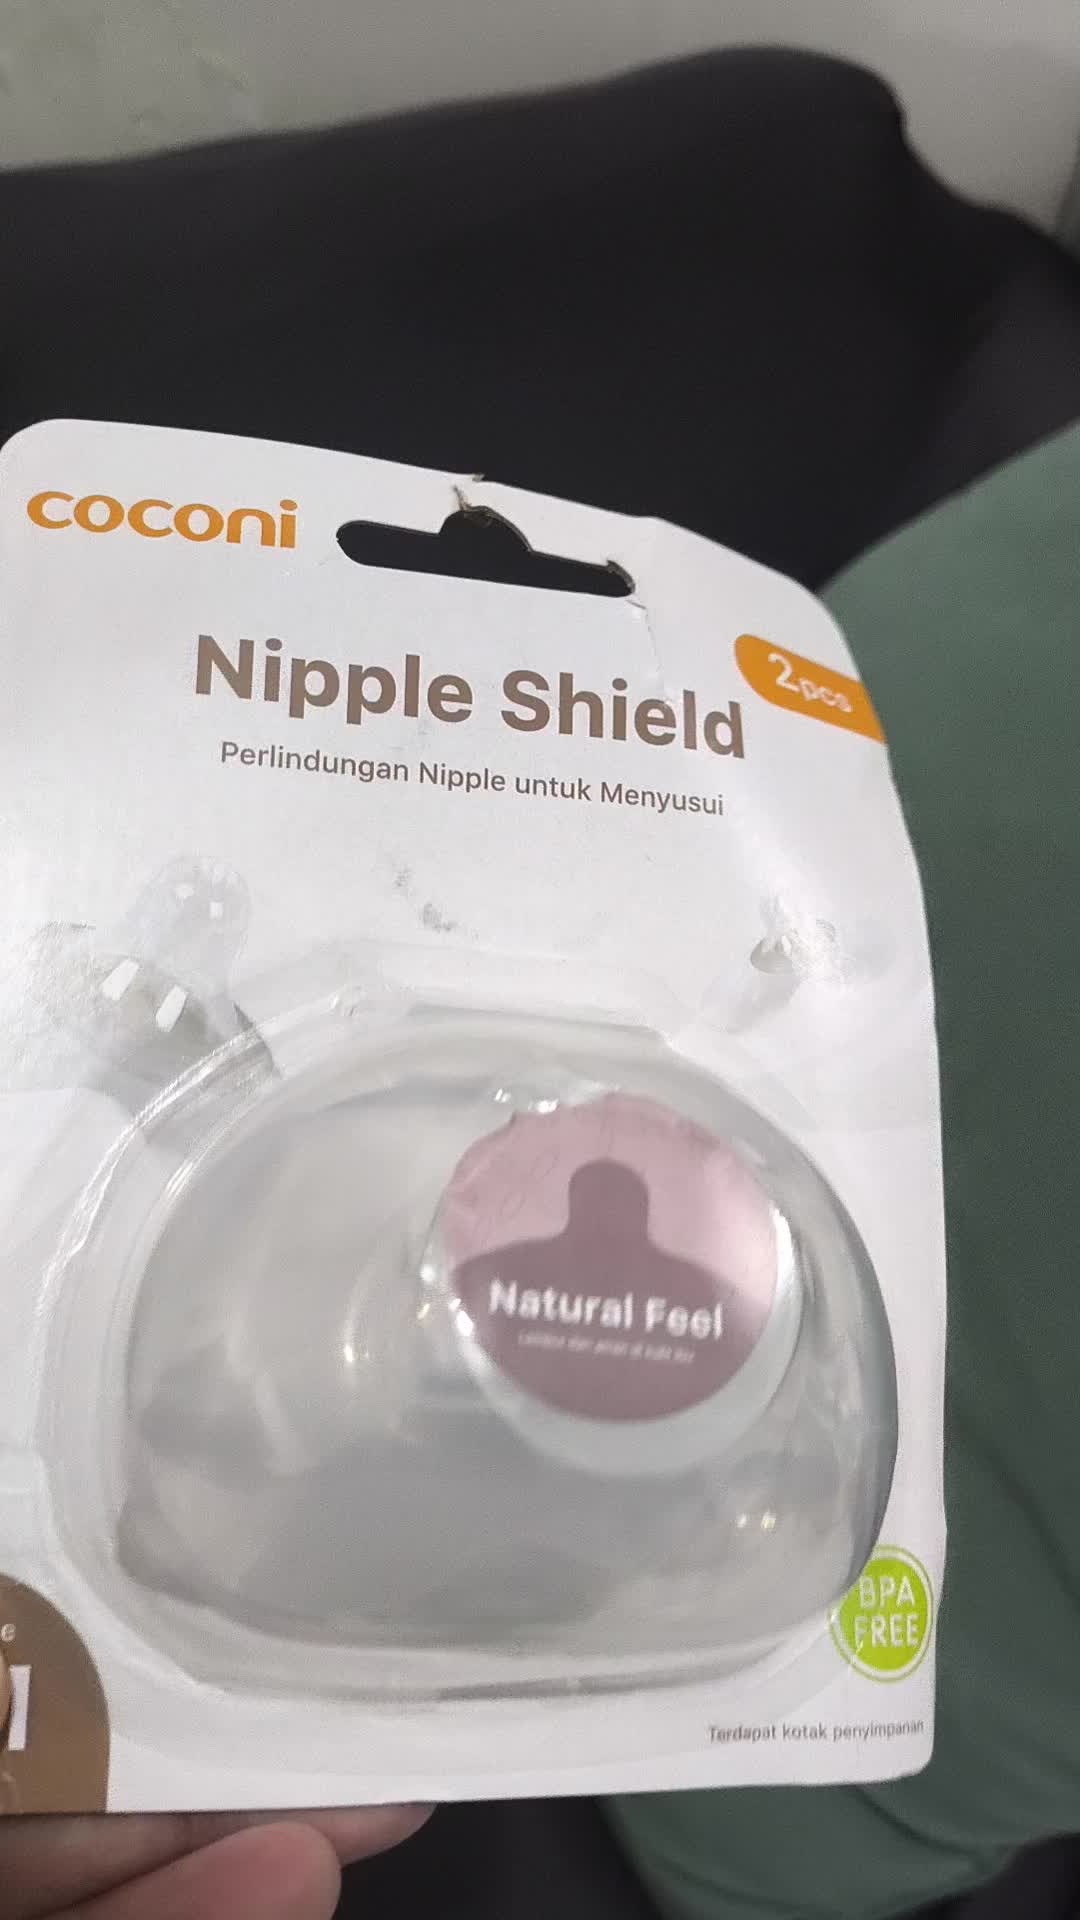 coconi
Nipple Shield
2pcs
Perlindungan Nipple untuk Menyusui
Natural Feel
BPA
FREE
e
Terdapat kotak penyimpanan